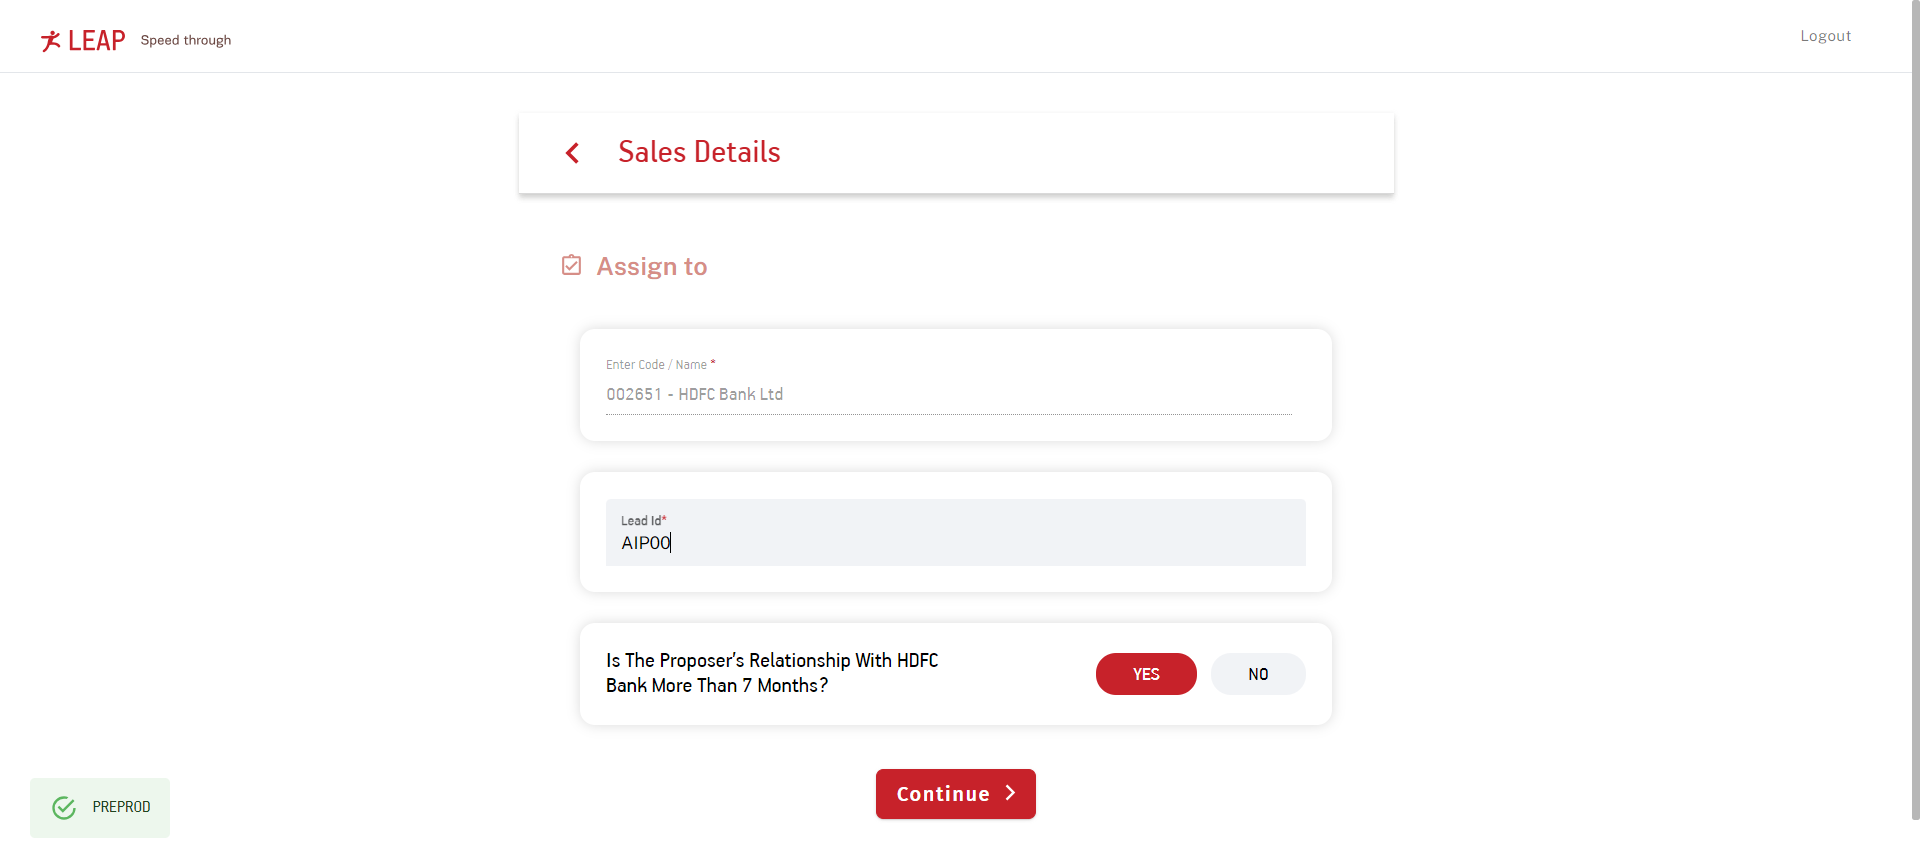 LEAP Speed through
Logout
Sales Details
Assign to
Enter Code / Name *
002651 - HDFC Bank Ltd
Lead Id*
AIP00
Is The Proposer's Relationship With HDFC
Bank More Than 7 Months?
YES
NO
Continue
PREPROD